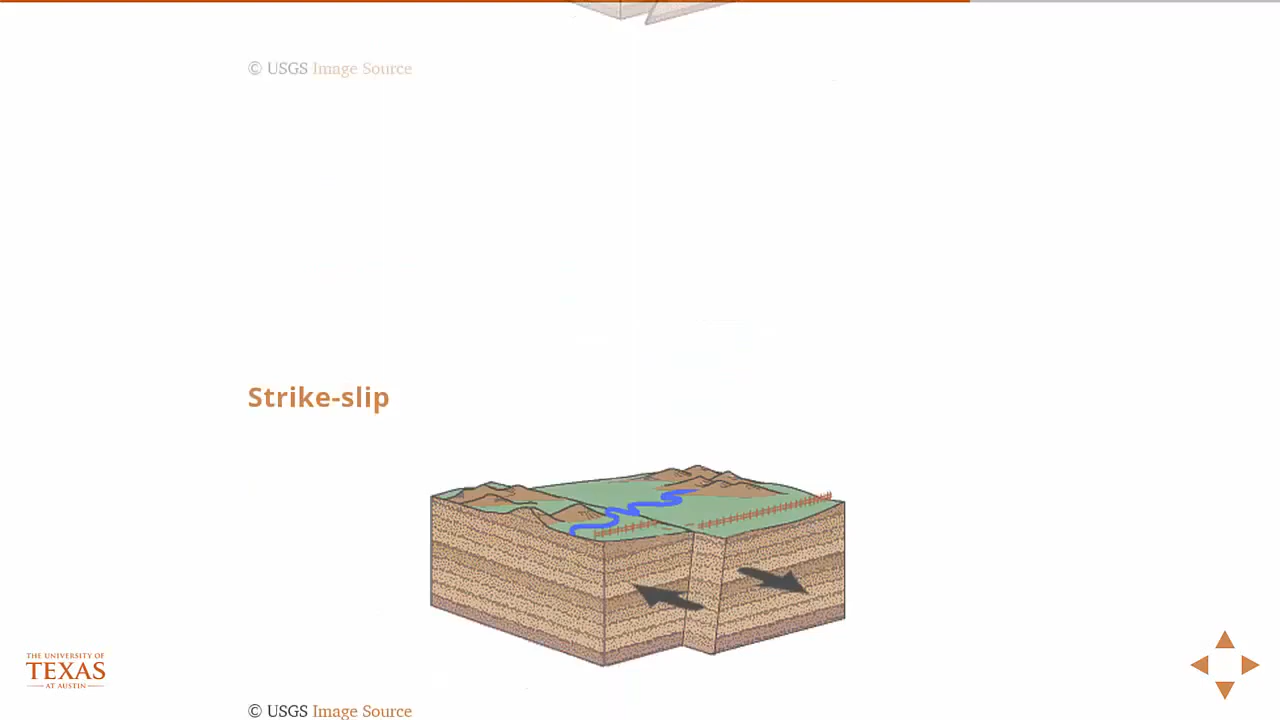 © USGS Image Source
Strike-slip
THE UNIVERSITY OF
TEXAS
AT AUSTIN
© USGS Image Source